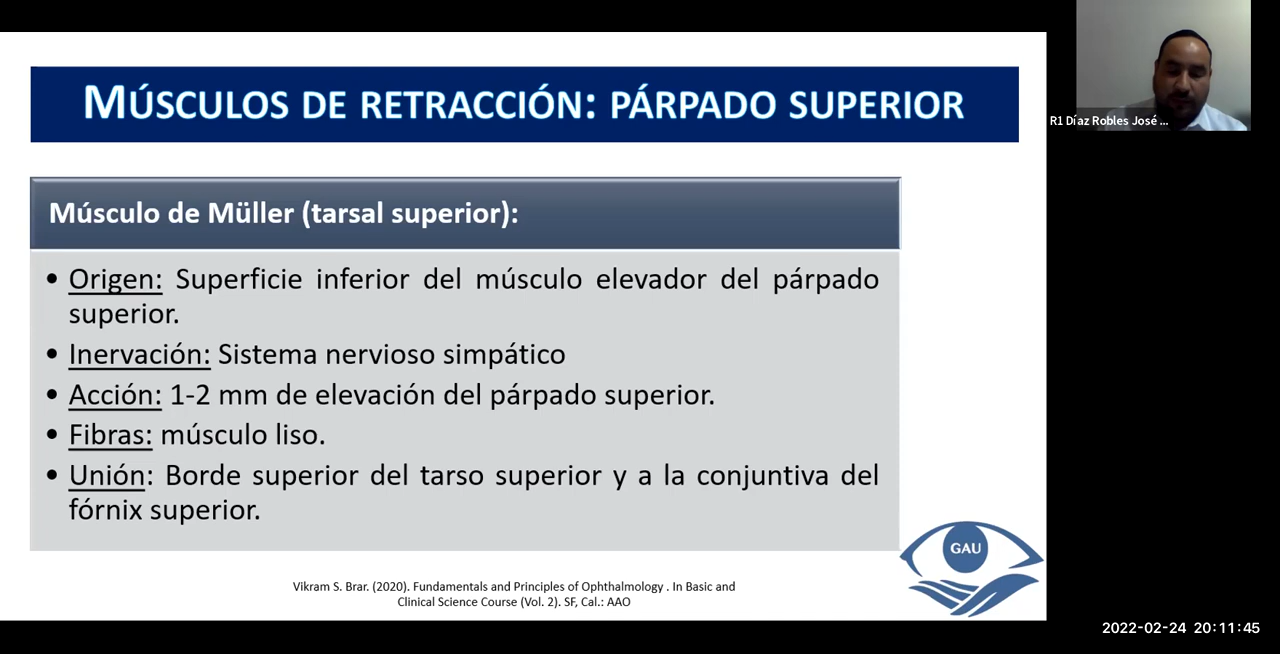 MÚSCULOS DE RETRACCIÓN: PÁRPADO SUPERIOR
R1 Díaz Robles José ...
Músculo de Müller (tarsal superior):
• Origen: Superficie inferior del músculo elevador del párpado
superior.
• Inervación: Sistema nervioso simpático
• Acción: 1-2 mm de elevación del párpado superior.
• Fibras: músculo liso.
• Unión: Borde superior del tarso superior y a la conjuntiva del
fórnix superior.
GAU
Vikram S. Brar. (2020). Fundamentals and Principles of Ophthalmology . In Basic and
Clinical Science Course (Vol. 2). SF, Cal.: AAO
2022-02-24 20:11:45